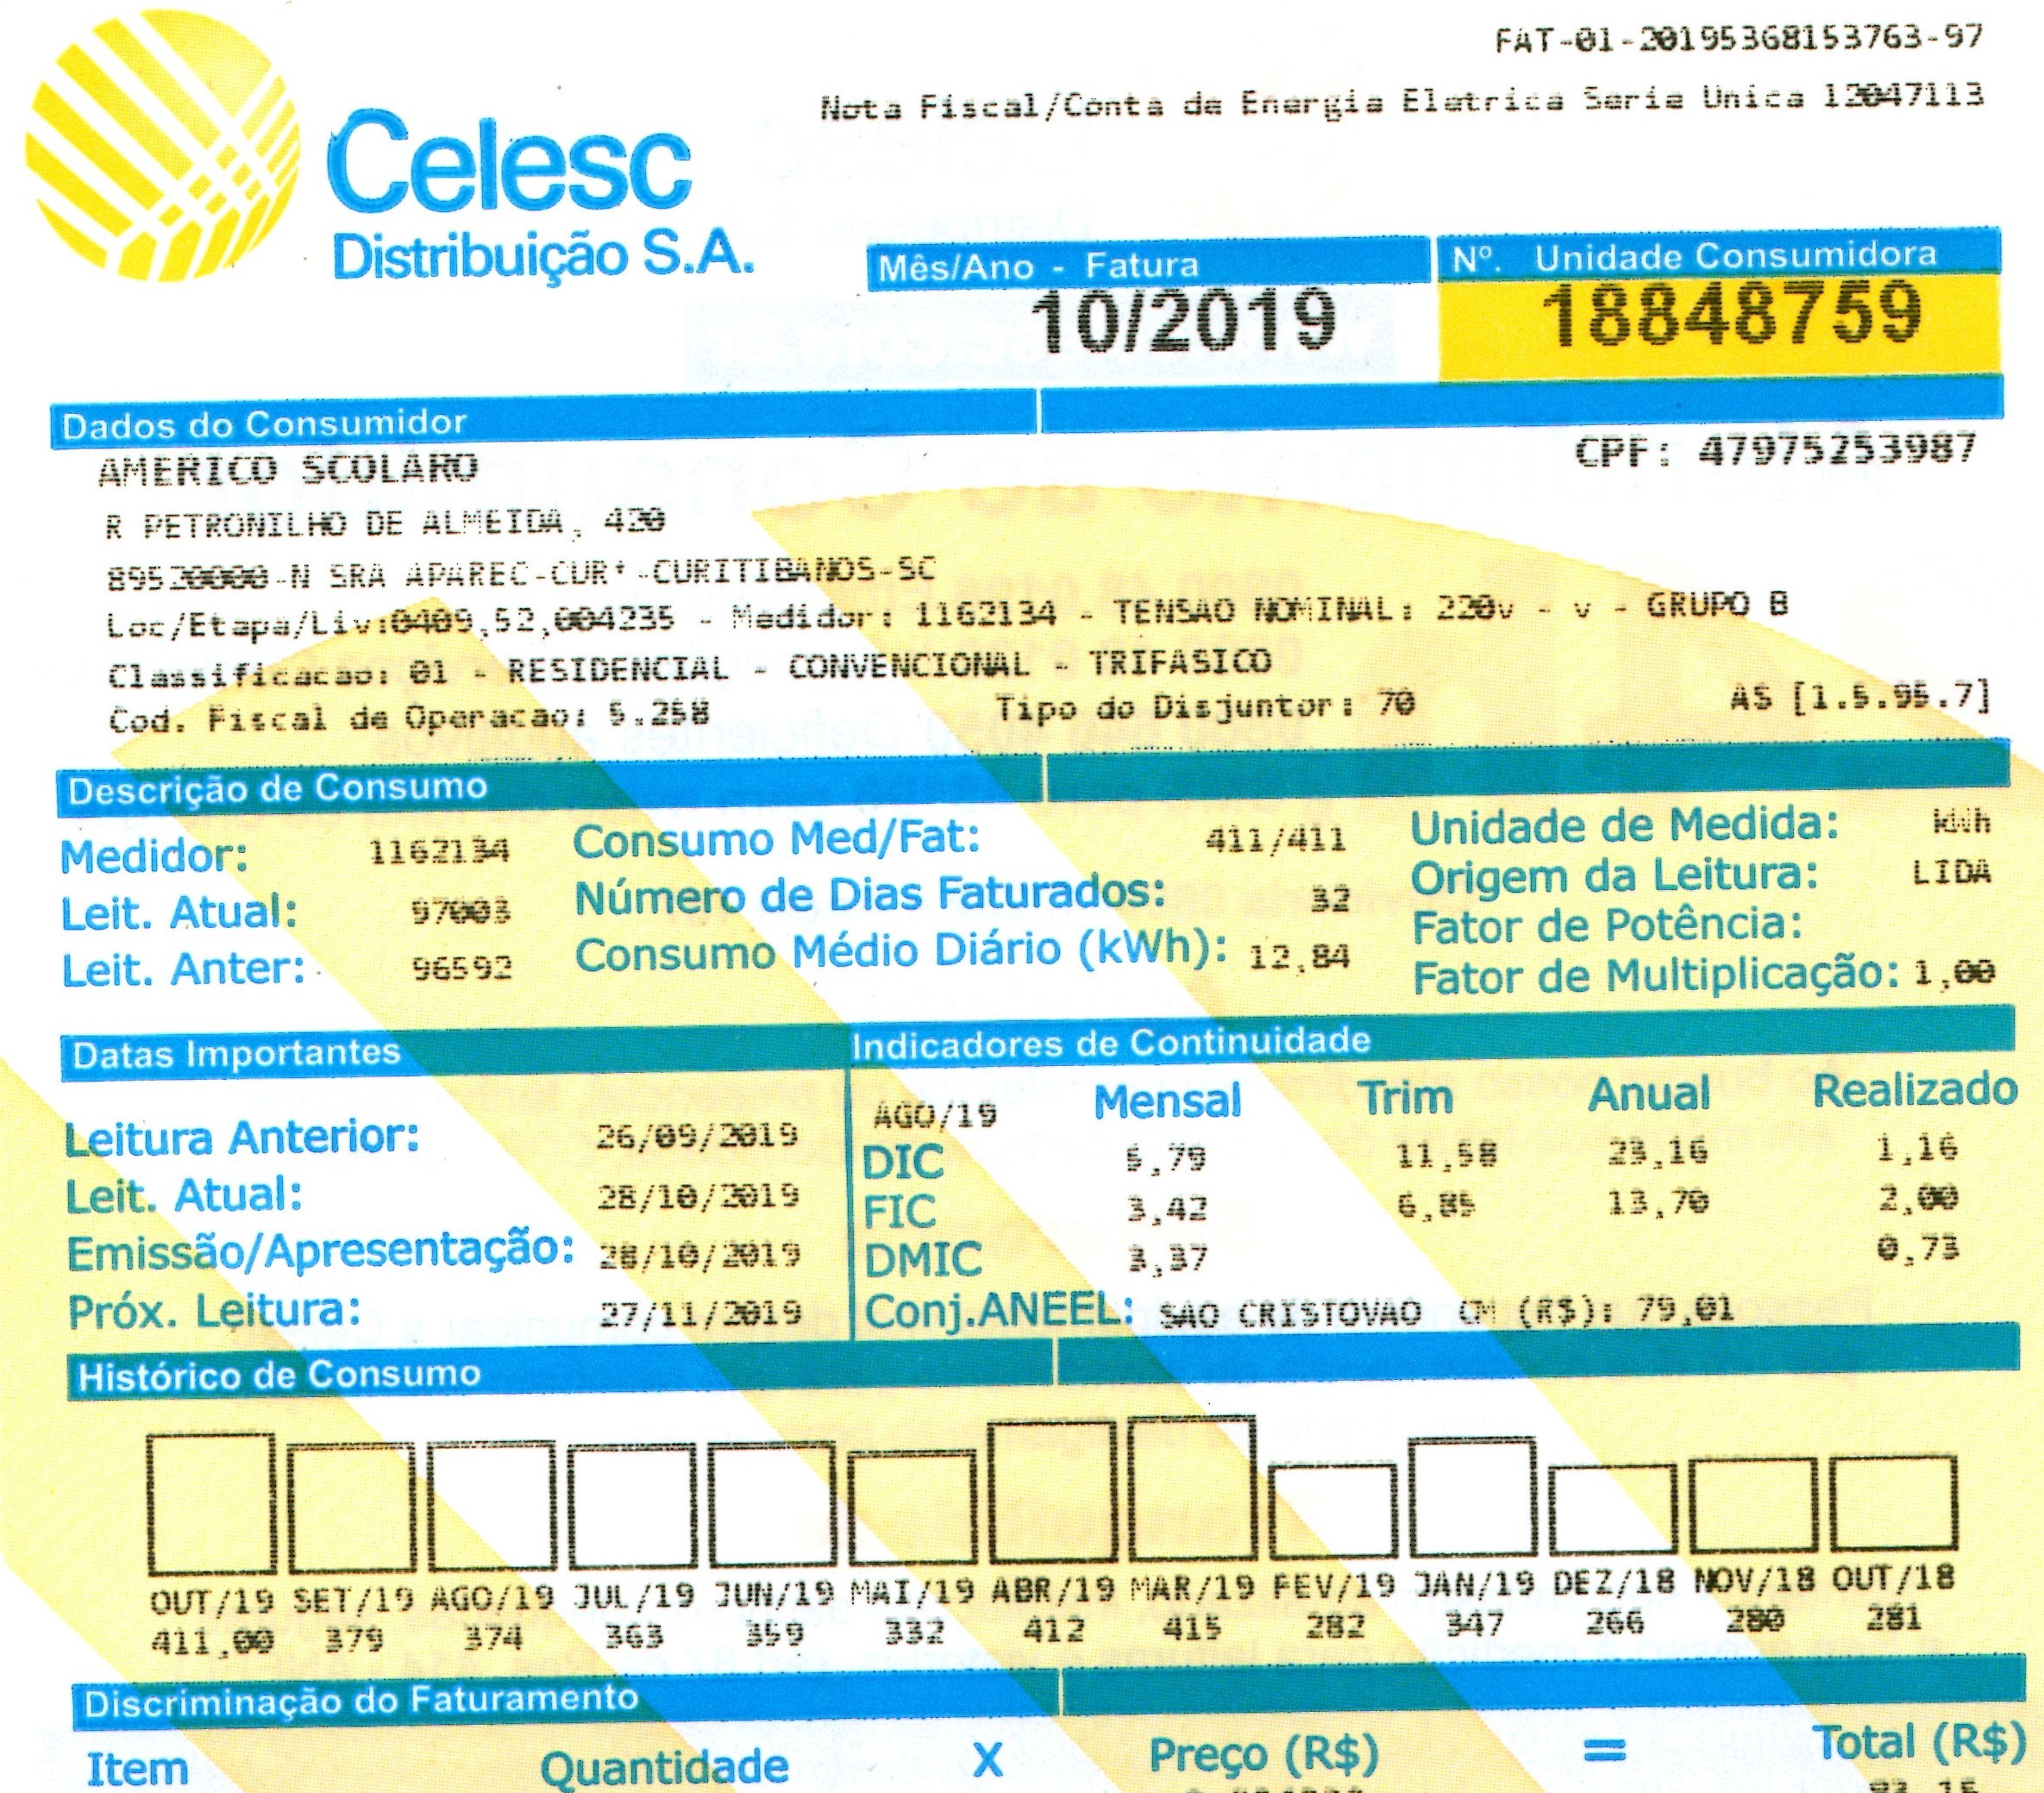 FAT-01-20195368153763-97
Nota Fiscal/Conta de Energia Eletrica Serie Unica 12047113
Celesc
Distribuição S.A.
Mês/Ano - Fatura
Nº. Unidade Consumidora
10/2019
18848759
Dados do Consumidor
AMERICO SCOLARO
CPF: 47975253987
R PETRONILHO DE ALMEIDA, 420
89520000-N SRA APAREC-CUR*-CURITIBANOS-SC
Loc/Etapa/Liv:0409,52,004235 - Medidor: 1162134 - TENSAO NOMINAL: 220v - v - GRUPO B
Classificacao: 01 - RESIDENCIAL - CONVENCIONAL - TRIFASICO
Cod. Fiscal de Operacao: 5.258 Tipo do Disjuntor: 70 AS [1.5.95.7]
Descrição de Consumo
Medidor: 1162134 Consumo Med/Fat: 411/411 Unidade de Medida: kWh
Leit. Atual: 97003 Número de Dias Faturados: 32 Origem da Leitura: LIDA
Fator de Potência:
Leit. Anter: 96592 Consumo Médio Diário (kWh): 12,84 Fator de Multiplicação: 1,00
Datas Importantes
Leitura Anterior: 26/09/2019
Leit. Atual: 28/10/2019
Emissão/Apresentação: 28/10/2019
Próx. Leitura: 27/11/2019
Indicadores de Continuidade
AGO/19 Mensal Trim Anual Realizado
DIC 5,79 11,58 23,16 1,16
FIC 3,42 6,85 13,70 2,00
DMIC 3,37 0,73
Conj.ANEEL: SAO CRISTOVAO CM (R$): 79,01
Histórico de Consumo
OUT/19 SET/19 AGO/19 JUL/19 JUN/19 MAI/19 ABR/19 MAR/19 FEV/19 JAN/19 DEZ/18 NOV/18 OUT/18
411,00 379 374 363 359 332 412 415 282 347 266 280 281
Discriminação do Faturamento
Item Quantidade X Preço (R$) = Total (R$)